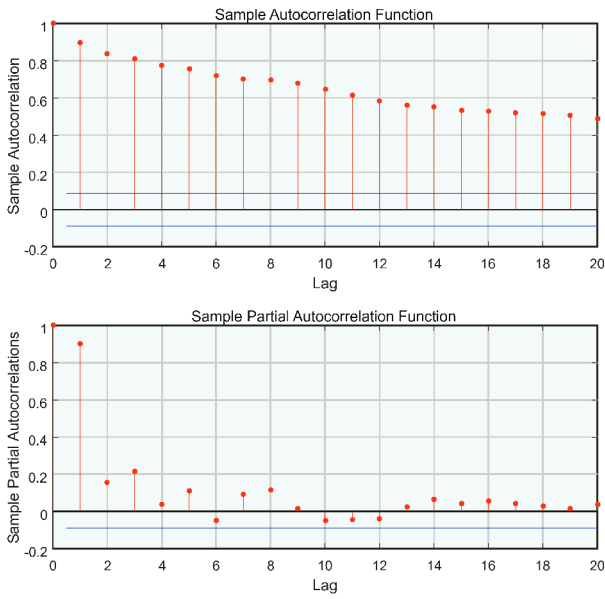 Sample Autocorrelation Function
1
0.8
0.6
0.4
0.2
0
-0.2
Sample Autocorrelation
0 2 4 6 8 10 12 14 16 18 20
Lag
Sample Partial Autocorrelation Function
1
0.8
0.6
0.4
0.2
0
-0.2
Sample Partial Autocorrelations
0 2 4 6 8 10 12 14 16 18 20
Lag